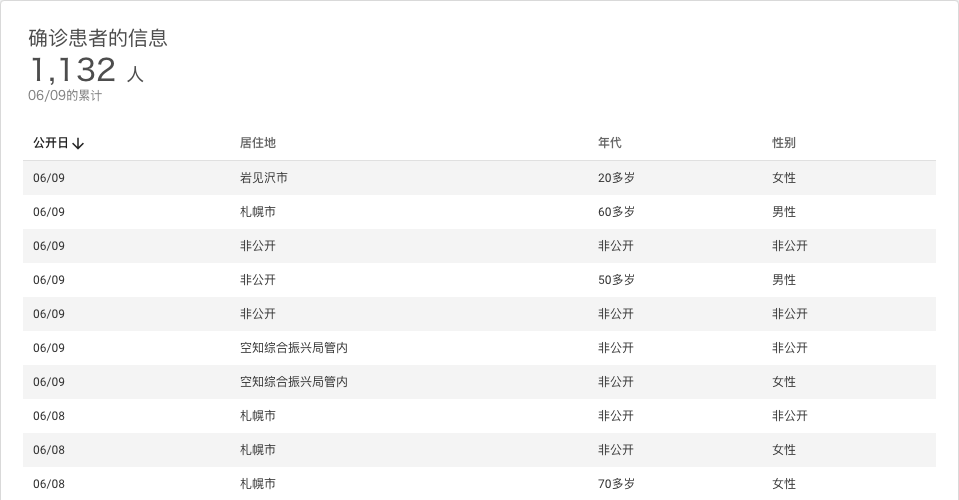 确诊患者的信息
1,132 人
06/09的累计
公开日↓ 居住地 年代 性别
06/09 岩见沢市 20多岁 女性
06/09 札幌市 60多岁 男性
06/09 非公开 非公开 非公开
06/09 非公开 50多岁 男性
06/09 非公开 非公开 非公开
06/09 空知综合振兴局管内 非公开 非公开
06/09 空知综合振兴局管内 非公开 女性
06/08 札幌市 非公开 非公开
06/08 札幌市 非公开 女性
06/08 札幌市 70多岁 女性